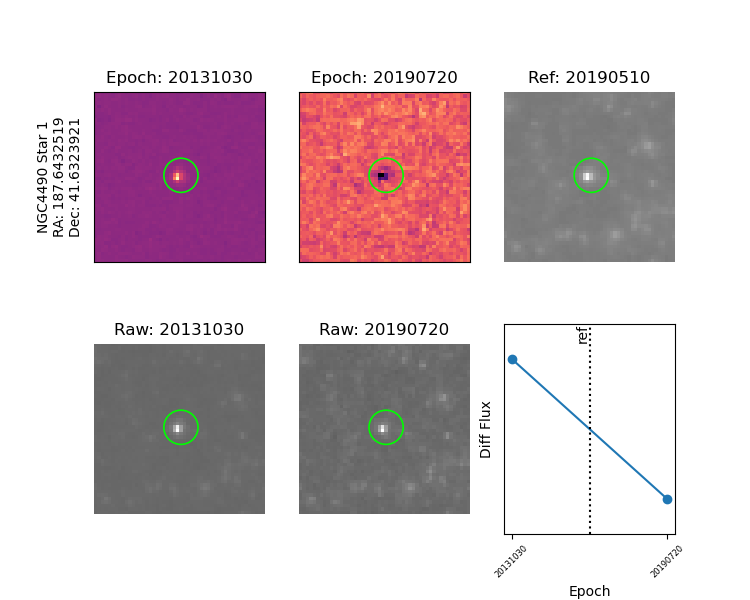 Epoch: 20131030
Epoch: 20190720
Ref: 20190510
NGC4490 Star 1
RA: 187.6432519
Dec: 41.6323921
Raw: 20131030
Raw: 20190720
ref
Diff Flux
20131030
20190720
Epoch